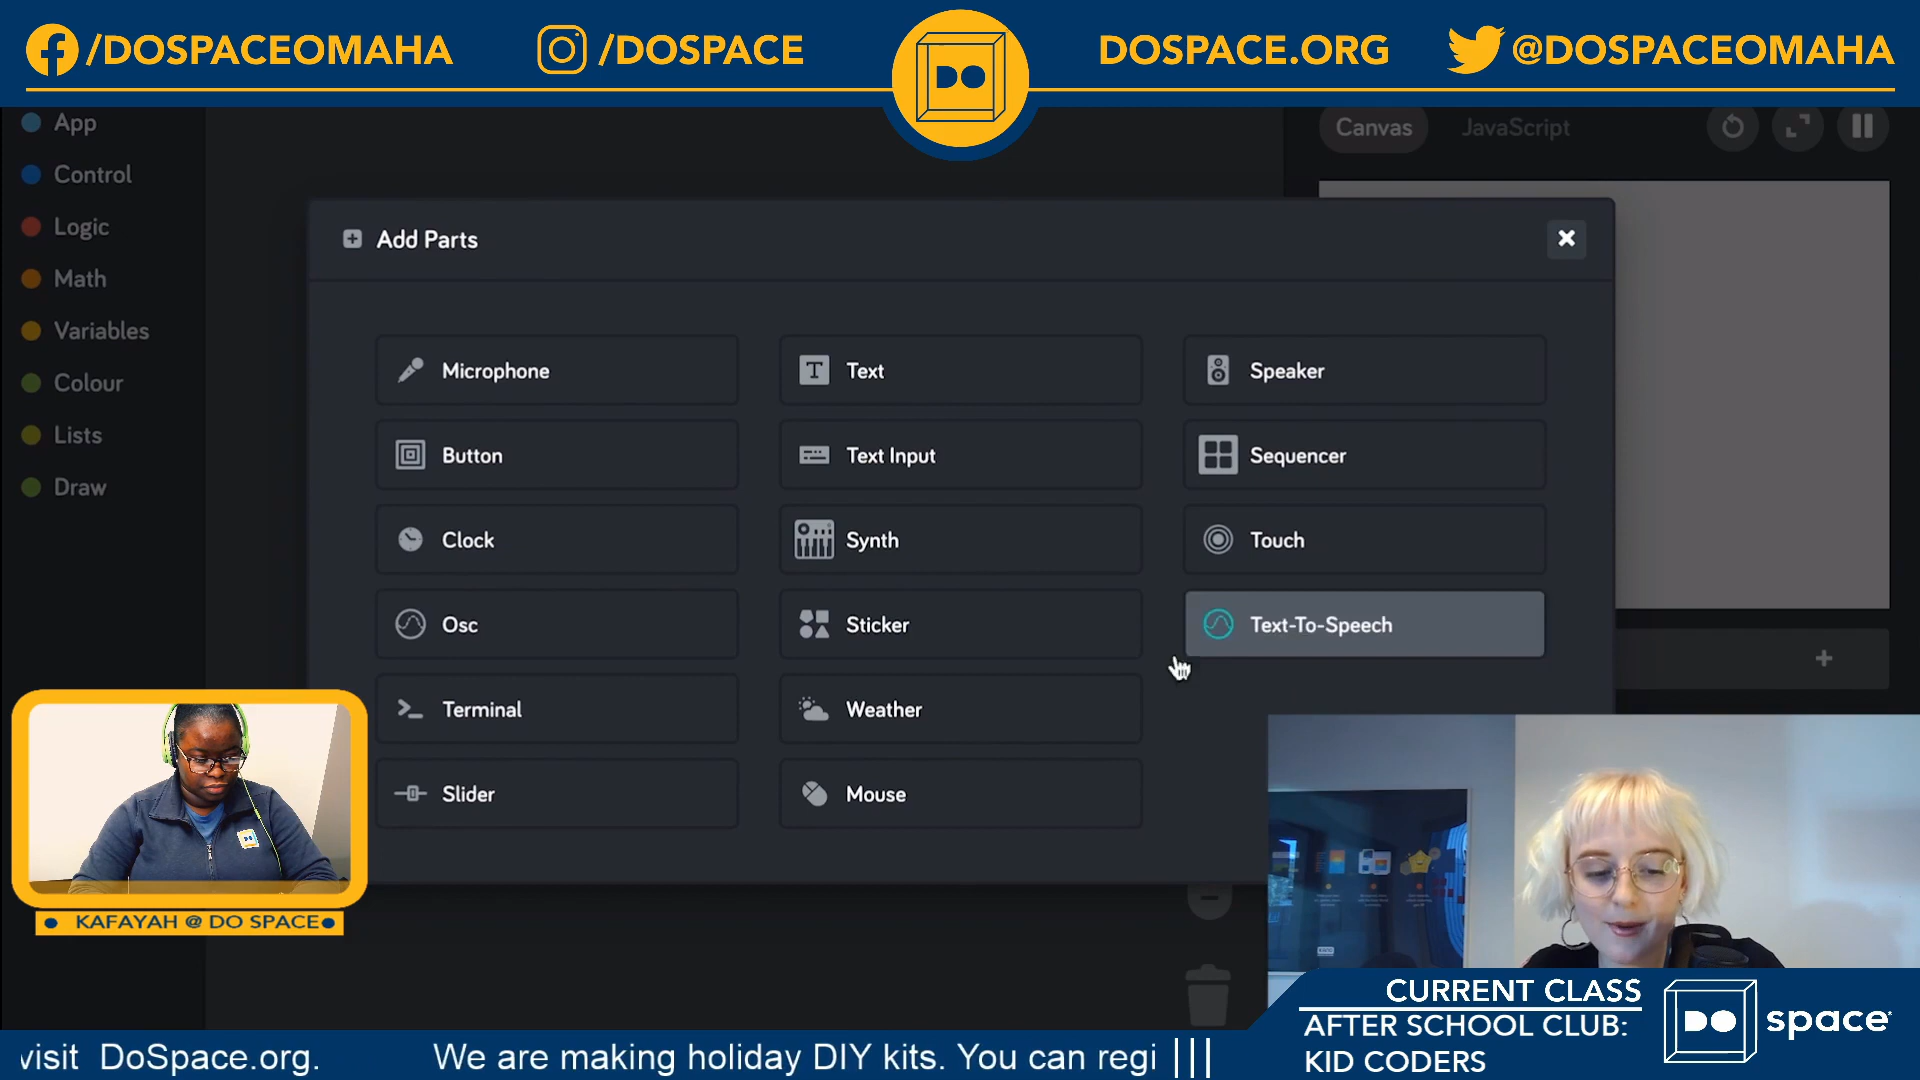 /DOSPACEOMAHA
/DOSPACE
DO
DOSPACE.ORG
@DOSPACEOMAHA
App
Control
Logic
Math
Variables
Colour
Lists
Draw
Canvas
JavaScript
Add Parts
Microphone
Text
Speaker
Button
Text Input
Sequencer
Clock
Synth
Touch
Osc
Sticker
Text-To-Speech
Terminal
Weather
Slider
Mouse
DO
KAFAYAH @ DO SPACE
CURRENT CLASS
AFTER SCHOOL CLUB:
KID CODERS
DO space
visit DoSpace.org. We are making holiday DIY kits. You can regi |||